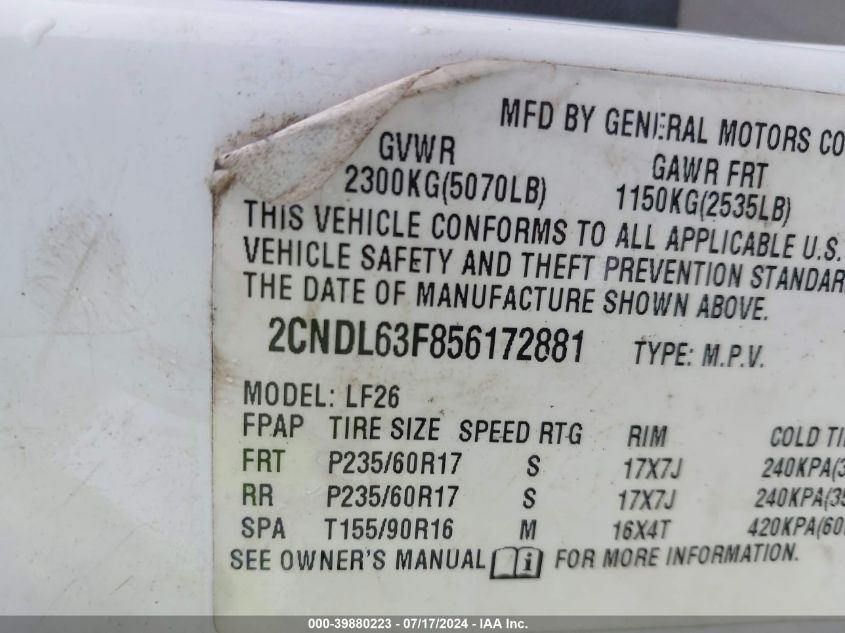 MFD BY GENERAL MOTORS CO
GVWR GAWR FRT
2300KG(5070LB) 1150KG(2535LB)
THIS VEHICLE CONFORMS TO ALL APPLICABLE U.S.
VEHICLE SAFETY AND THEFT PREVENTION STANDAR
THE DATE OF MANUFACTURE SHOWN ABOVE.
2CNDL63F856172881 TYPE: M.P.V.
MODEL: LF26
FPAP TIRE SIZE SPEED RTG RIM COLD TI
FRT P235/60R17 S 17X7J 240KPA(3
RR P235/60R17 S 17X7J 240KPA(35
SPA T155/90R16 M 16X4T 420KPA(60
SEE OWNER'S MANUAL i FOR MORE INFORMATION.
000-39880223 - 07/17/2024 - IAA Inc.